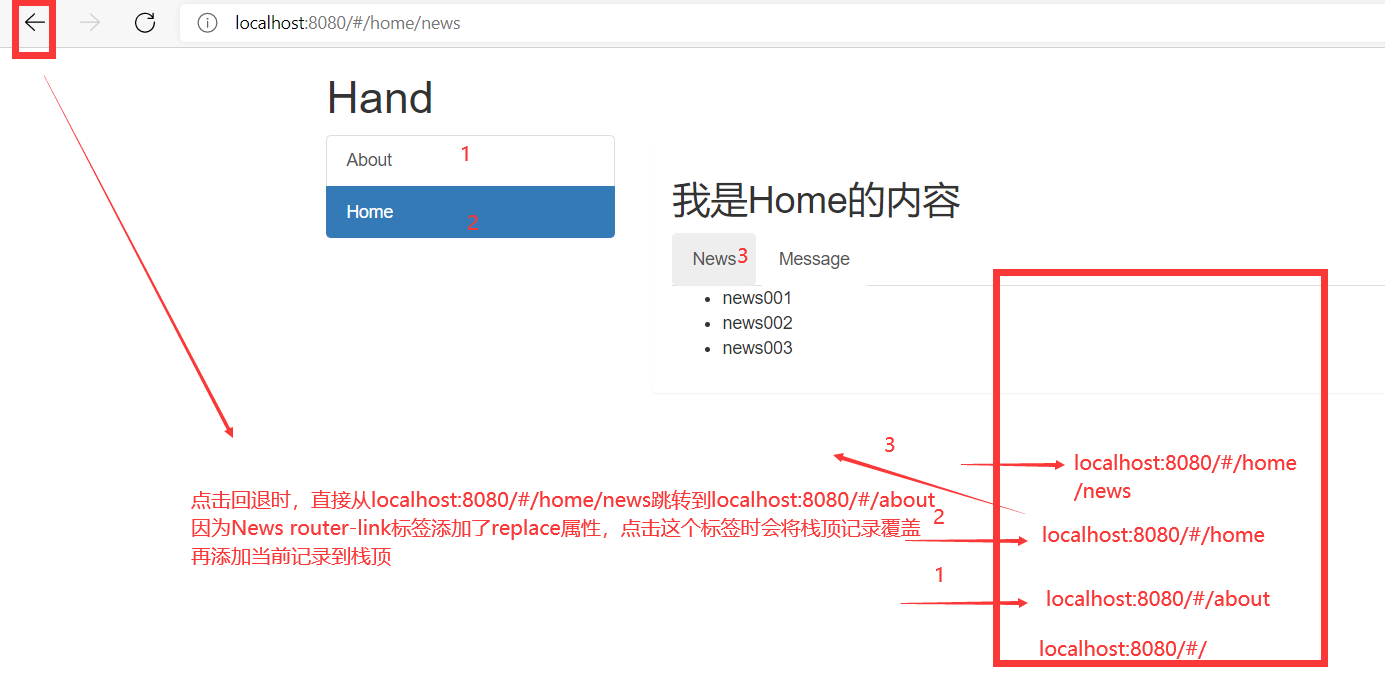 localhost:8080/#/home/news
Hand
About
1
Home
2
我是Home的内容
News
3
Message
news001
news002
news003
3
localhost:8080/#/home
/news
点击回退时，直接从localhost:8080/#/home/news跳转到localhost:8080/#/about
因为News router-link标签添加了replace属性，点击这个标签时会将栈顶记录覆盖
再添加当前记录到栈顶
2
localhost:8080/#/home
1
localhost:8080/#/about
localhost:8080/#/